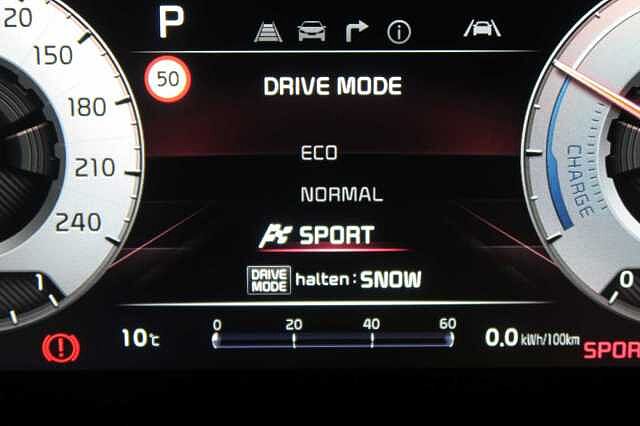 P
50
120
150
180
210
240
1
DRIVE MODE
ECO
NORMAL
SPORT
DRIVE MODE halten: SNOW
CHARGE
0
10°c
0 20 40 60
0.0 kWh/100km
SPOR